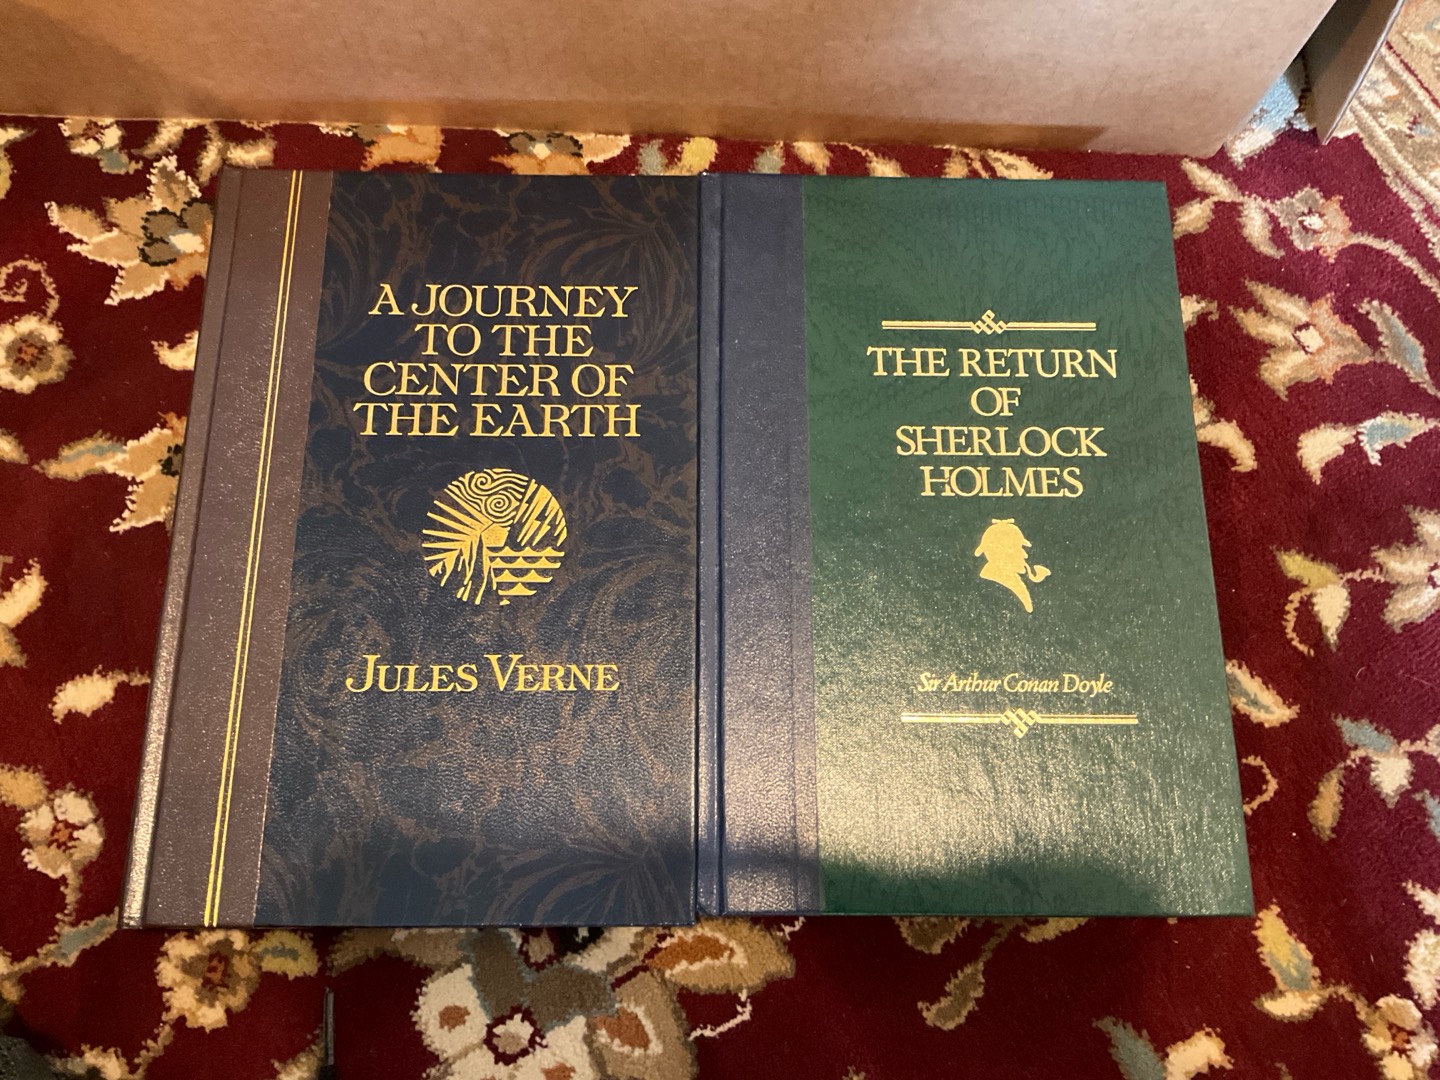 A JOURNEY
TO THE
CENTER OF
THE EARTH
JULES VERNE
THE RETURN
OF
SHERLOCK
HOLMES
Sir Arthur Conan Doyle